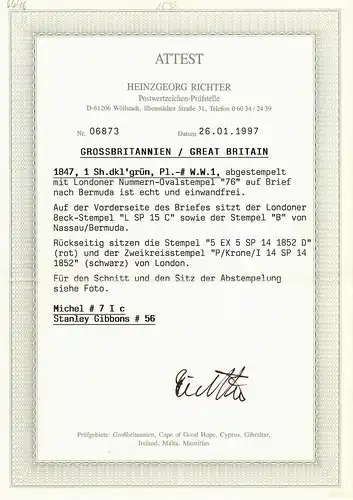 ATTEST
HEINZGEORG RICHTER
Postwertzeichen-Prüfstelle
D-61206 Wöllstadt, Ilbenstädter Straße 31, Telefon 0 60 34 / 24 39
Nr. 06873 Datum 26.01.1997
GROSSBRITANNIEN / GREAT BRITAIN
1847, 1 Sh.dkl'grün, Pl.-# W.W.1, abgestempelt
mit Londoner Nummern-Ovalstempel "76" auf Brief
nach Bermuda ist echt und einwandfrei.
Auf der Vorderseite des Briefes sitzt der Londoner
8eck-Stempel "L SP 15 C" sowie der Stempel "B" von
Nassau/Bermuda.
Rückseitig sitzen die Stempel "5 EX 5 SP 14 1852 D"
(rot) und der Zweikreisstempel "P/Krone/I 14 SP 14
1852" (schwarz) von London.
Für den Schnitt und den Sitz der Abstempelung
siehe Foto.
Michel # 7 I c
Stanley Gibbons # 56
Prüfgebiete: Großbritannien, Cape of Good Hope, Cyprus, Gibraltar,
Ireland, Malta, Mauritius